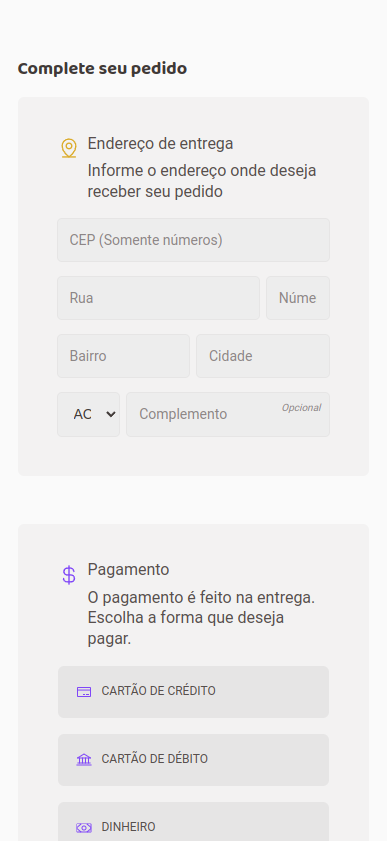 Complete seu pedido
Endereço de entrega
Informe o endereço onde deseja
receber seu pedido
CEP (Somente números)
Rua
Núme
Bairro
Cidade
AC
Complemento
Opcional
Pagamento
O pagamento é feito na entrega.
Escolha a forma que deseja
pagar.
CARTÃO DE CRÉDITO
CARTÃO DE DÉBITO
DINHEIRO